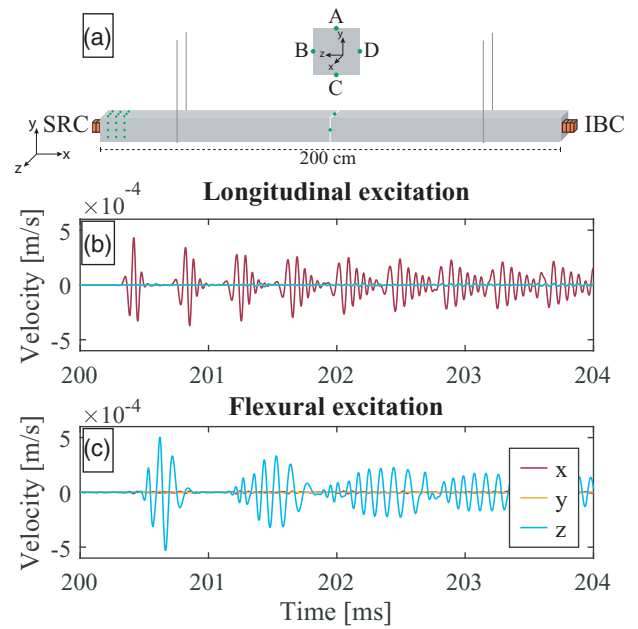 (a)
A
B
D
C
y
z
x
SRC
IBC
y
x
z
200 cm
Longitudinal excitation
×10⁻⁴
(b)
Velocity [m/s]
5
0
-5
200 201 202 203 204
Flexural excitation
×10⁻⁴
(c)
Velocity [m/s]
5
0
-5
x
y
z
200 201 202 203 204
Time [ms]